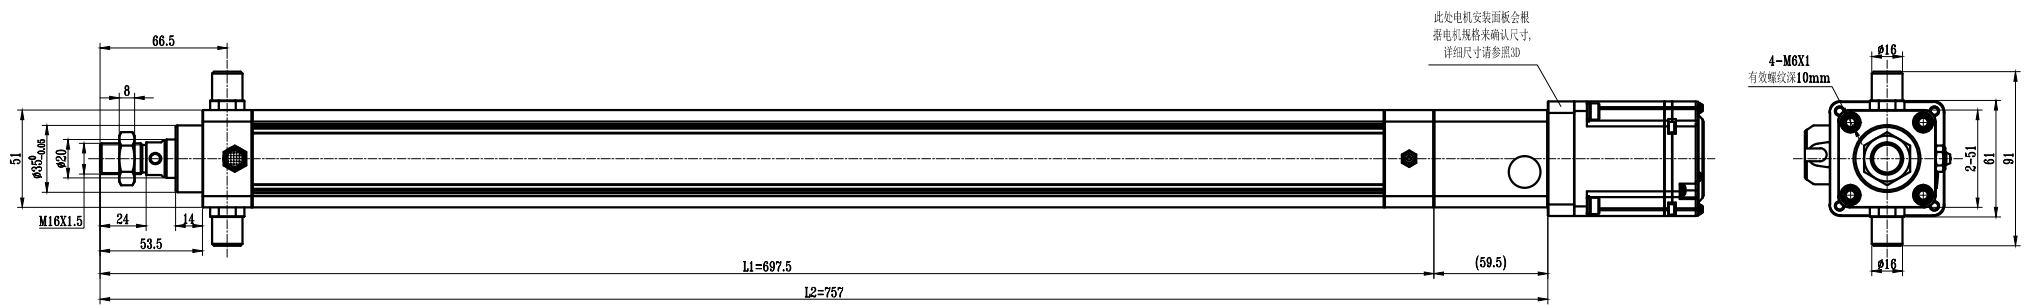 此处电机安装面板会根
据电机规格来确认尺寸,
详细尺寸请参照3D
66.5
8
51
ø35 0 -0.05
ø20
M16X1.5
24
14
53.5
L1=697.5
(59.5)
L2=757
4-M6X1
有效螺纹深10mm
ø16
2-51
61
91
ø16